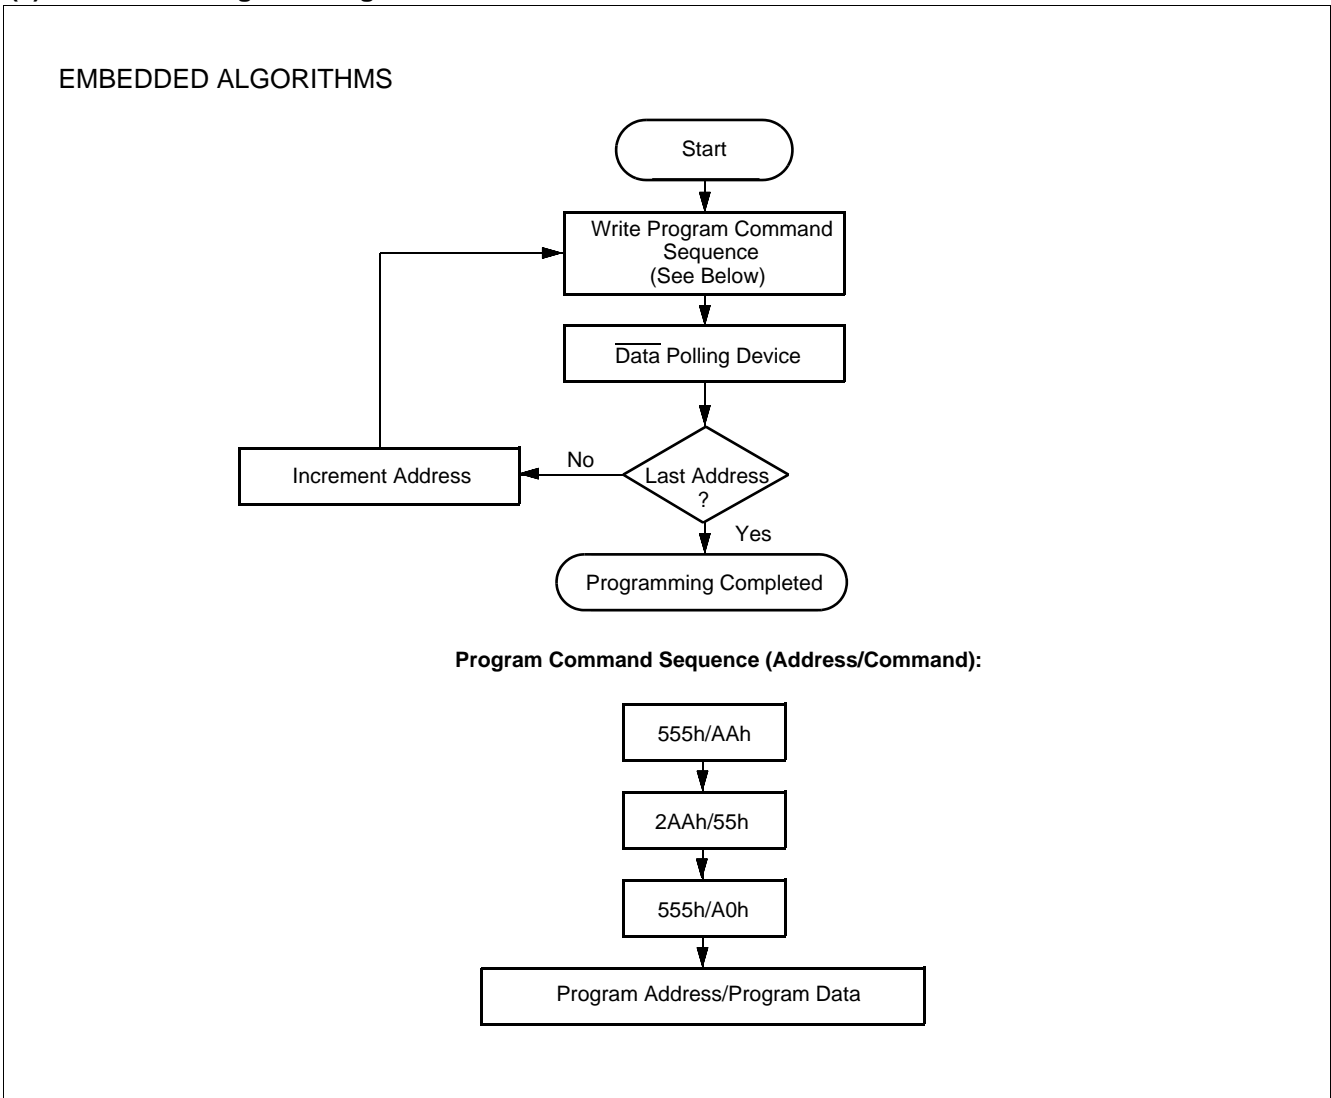 EMBEDDED ALGORITHMS
Start
Write Program Command
Sequence
(See Below)
Data Polling Device
No
Increment Address
Last Address
?
Yes
Programming Completed
Program Command Sequence (Address/Command):
555h/AAh
2AAh/55h
555h/A0h
Program Address/Program Data